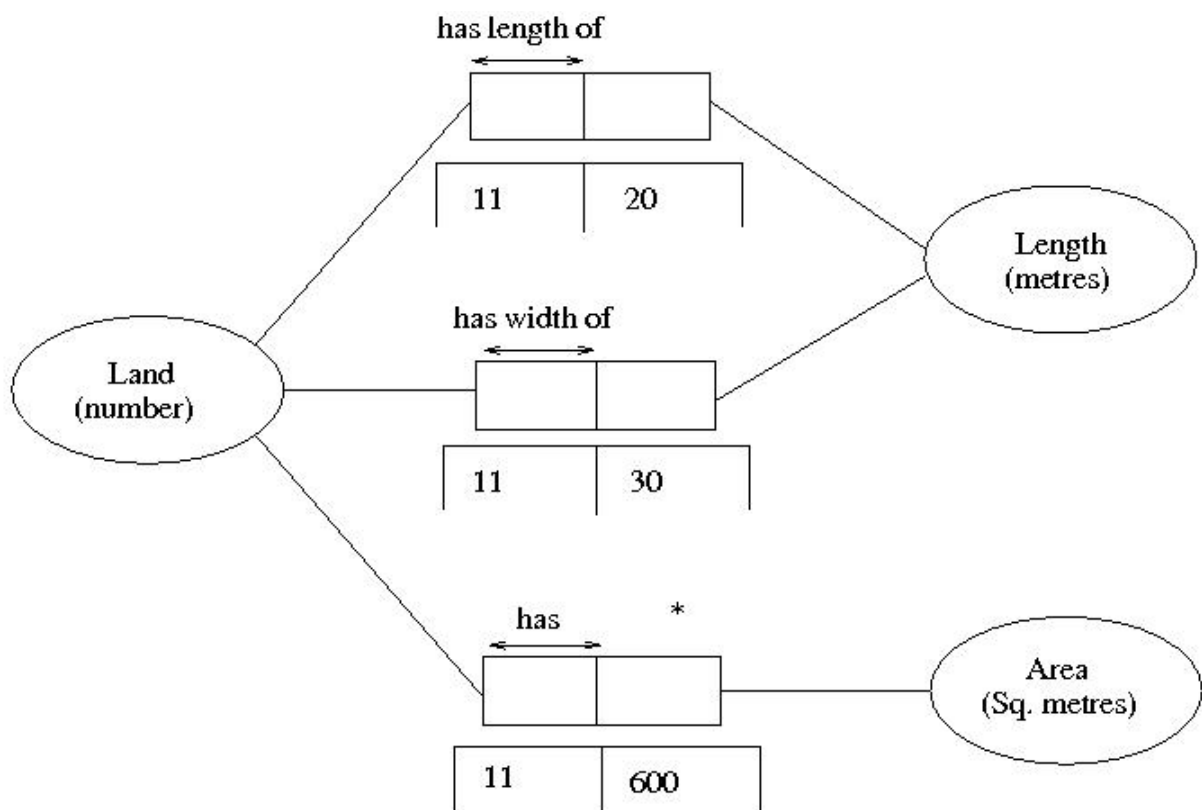 has length of
11 20
Length
(metres)
has width of
Land
(number)
11 30
has *
Area
(Sq. metres)
11 600